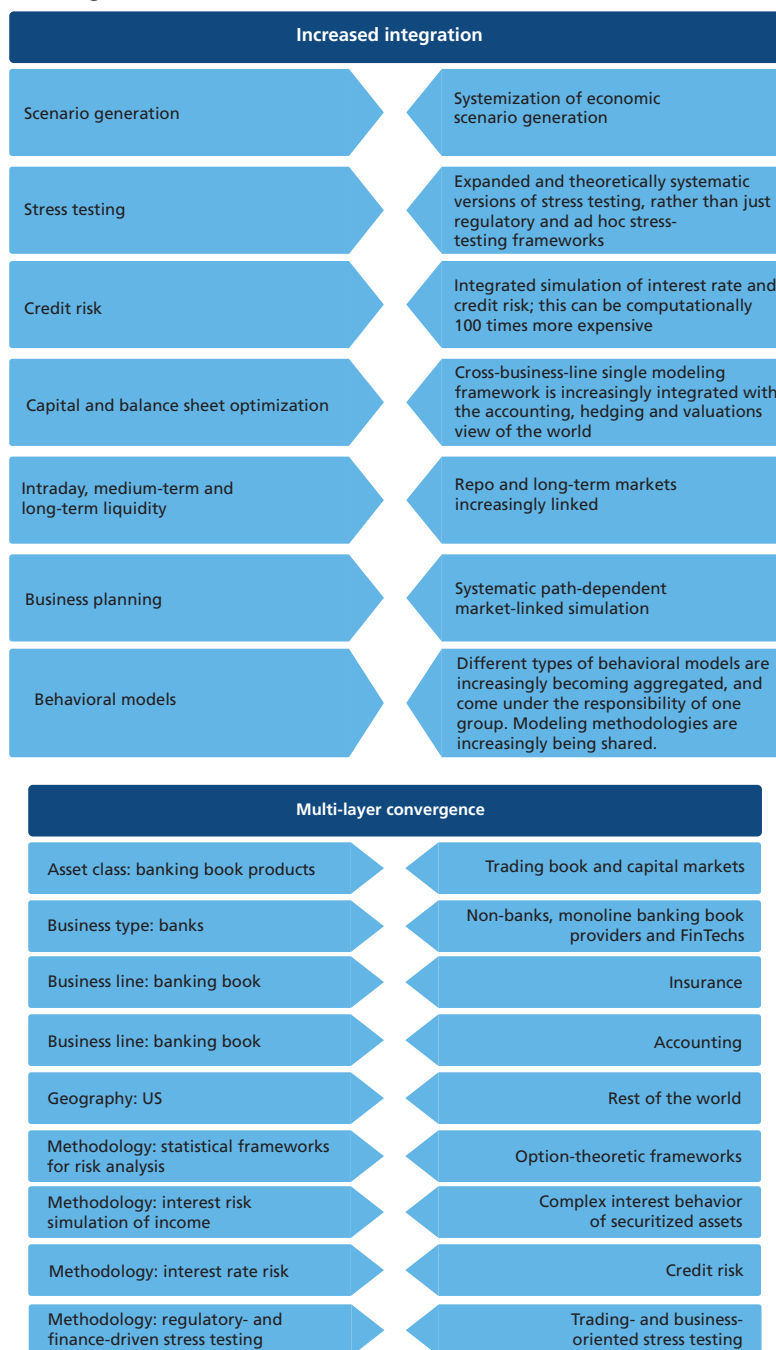 Increased integration
Scenario generation
Systemization of economic
scenario generation
Stress testing
Expanded and theoretically systematic
versions of stress testing, rather than just
regulatory and ad hoc stress-
testing frameworks
Credit risk
Integrated simulation of interest rate and
credit risk; this can be computationally
100 times more expensive
Capital and balance sheet optimization
Cross-business-line single modeling
framework is increasingly integrated with
the accounting, hedging and valuations
view of the world
Intraday, medium-term and
long-term liquidity
Repo and long-term markets
increasingly linked
Business planning
Systematic path-dependent
market-linked simulation
Behavioral models
Different types of behavioral models are
increasingly becoming aggregated, and
come under the responsibility of one
group. Modeling methodologies are
increasingly being shared.
Multi-layer convergence
Asset class: banking book products
Trading book and capital markets
Business type: banks
Non-banks, monoline banking book
providers and FinTechs
Business line: banking book
Insurance
Business line: banking book
Accounting
Geography: US
Rest of the world
Methodology: statistical frameworks
for risk analysis
Option-theoretic frameworks
Methodology: interest risk
simulation of income
Complex interest behavior
of securitized assets
Methodology: interest rate risk
Credit risk
Methodology: regulatory- and
finance-driven stress testing
Trading- and business-
oriented stress testing